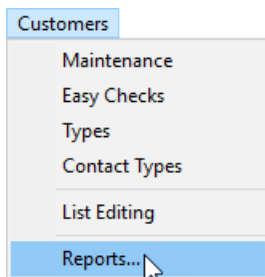 Customers
Maintenance
Easy Checks
Types
Contact Types
List Editing
Reports...